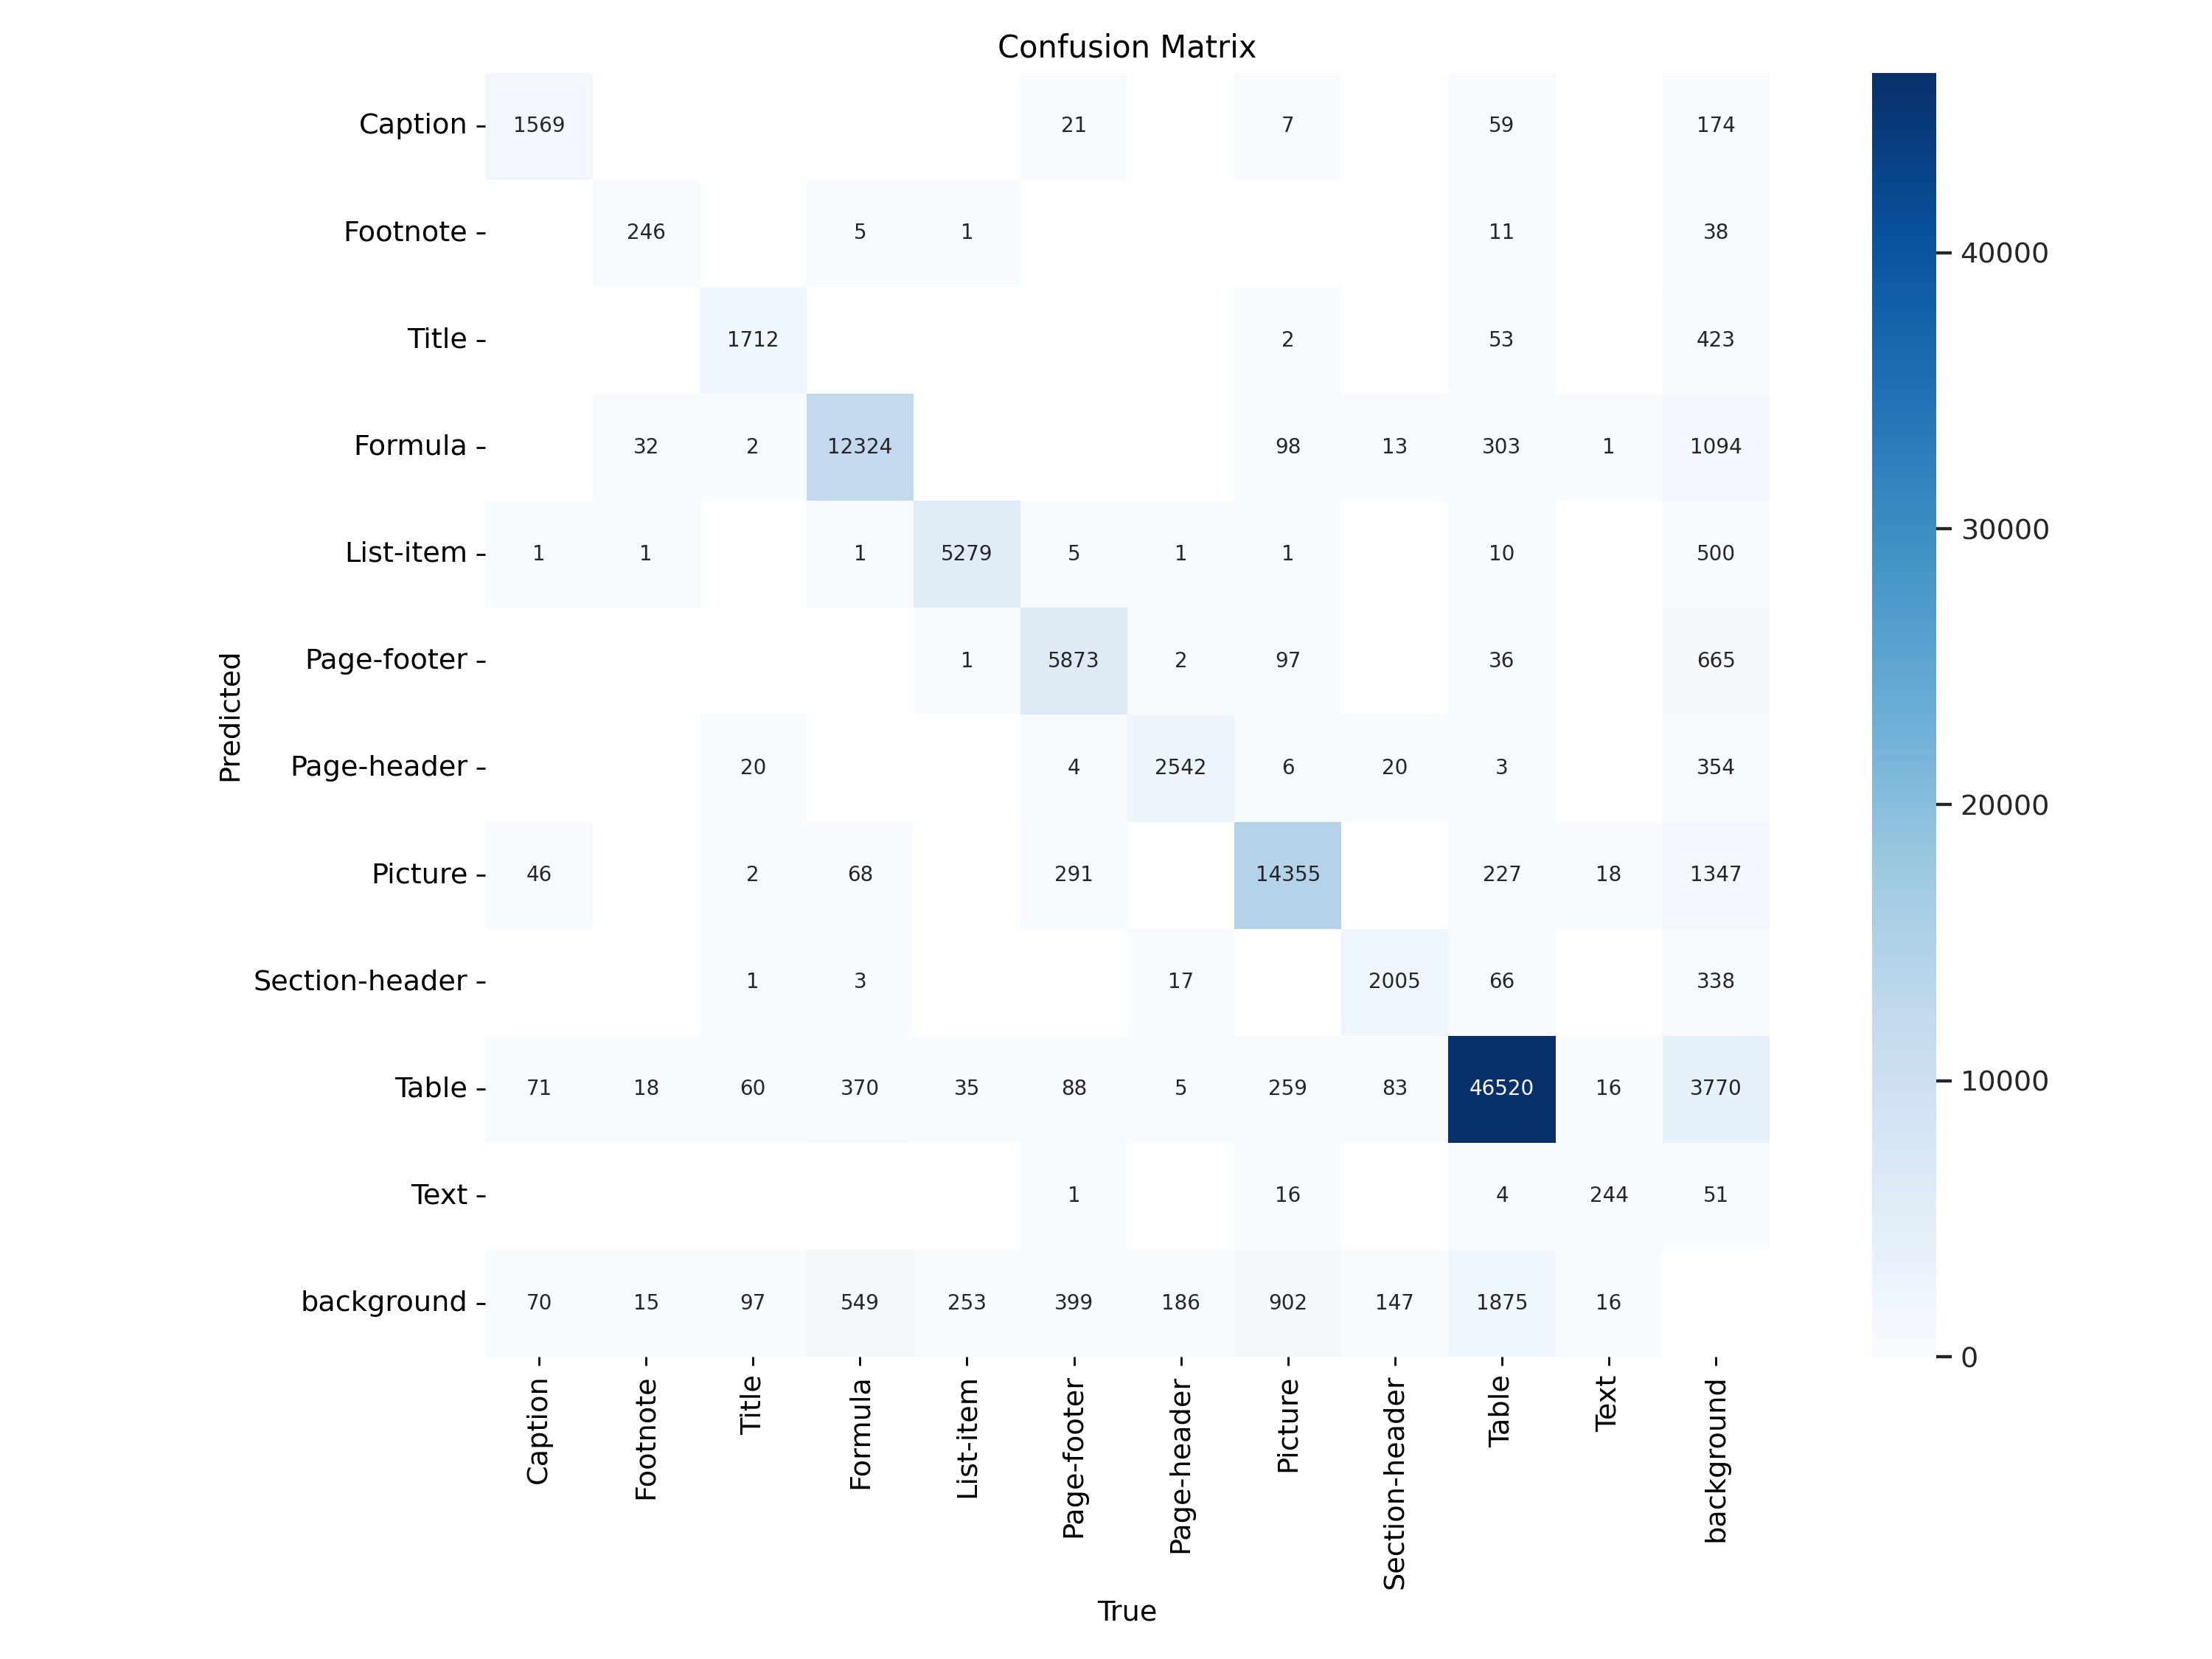 Confusion Matrix
Caption 1569 21 7 59 174
Footnote 246 5 1 11 38
Title 1712 2 53 423
Formula 32 2 12324 98 13 303 1 1094
List-item 1 1 1 5279 5 1 1 10 500
Page-footer 1 5873 2 97 36 665
Page-header 20 4 2542 6 20 3 354
Picture 46 2 68 291 14355 227 18 1347
Section-header 1 3 17 2005 66 338
Table 71 18 60 370 35 88 5 259 83 46520 16 3770
Text 1 16 4 244 51
background 70 15 97 549 253 399 186 902 147 1875 16
Predicted
Caption Footnote Title Formula List-item Page-footer Page-header Picture Section-header Table Text background
True
40000
30000
20000
10000
0